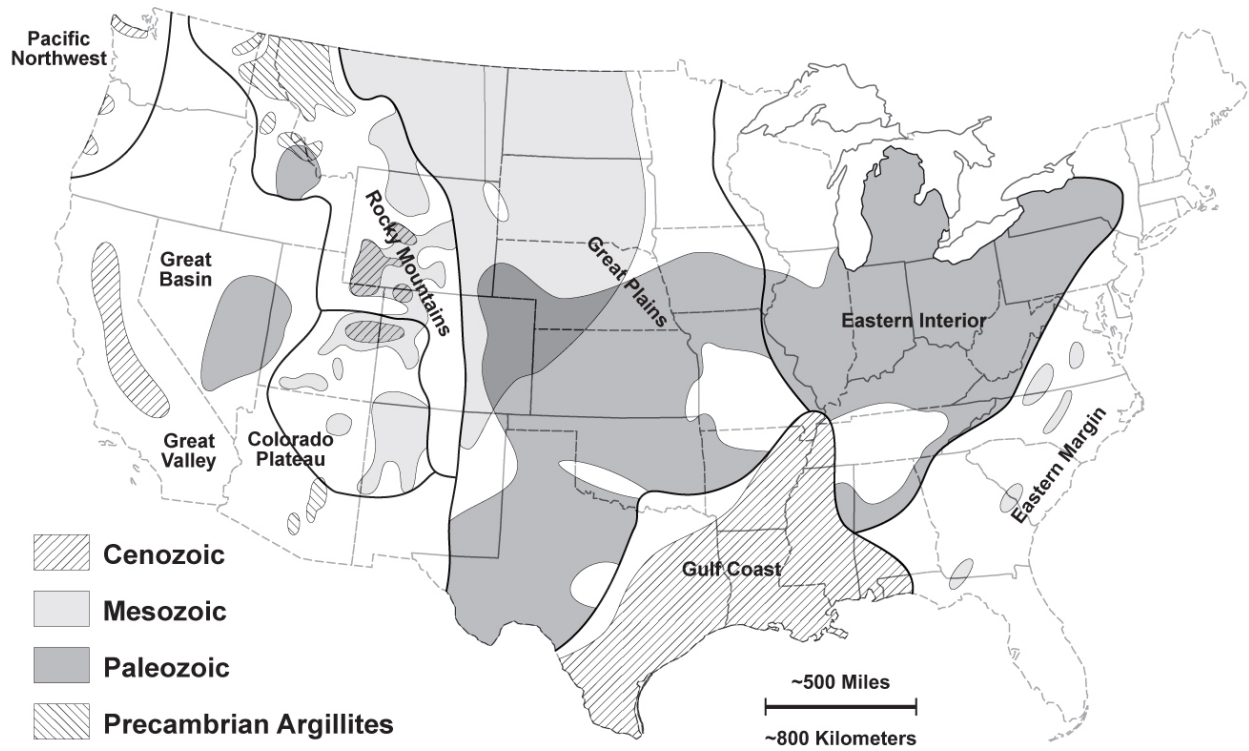 Pacific
Northwest
Rocky Mountains
Great
Basin
Great Plains
Eastern Interior
Great
Valley
Colorado
Plateau
Eastern Margin
Gulf Coast
Cenozoic
Mesozoic
Paleozoic
Precambrian Argillites
~500 Miles
~800 Kilometers